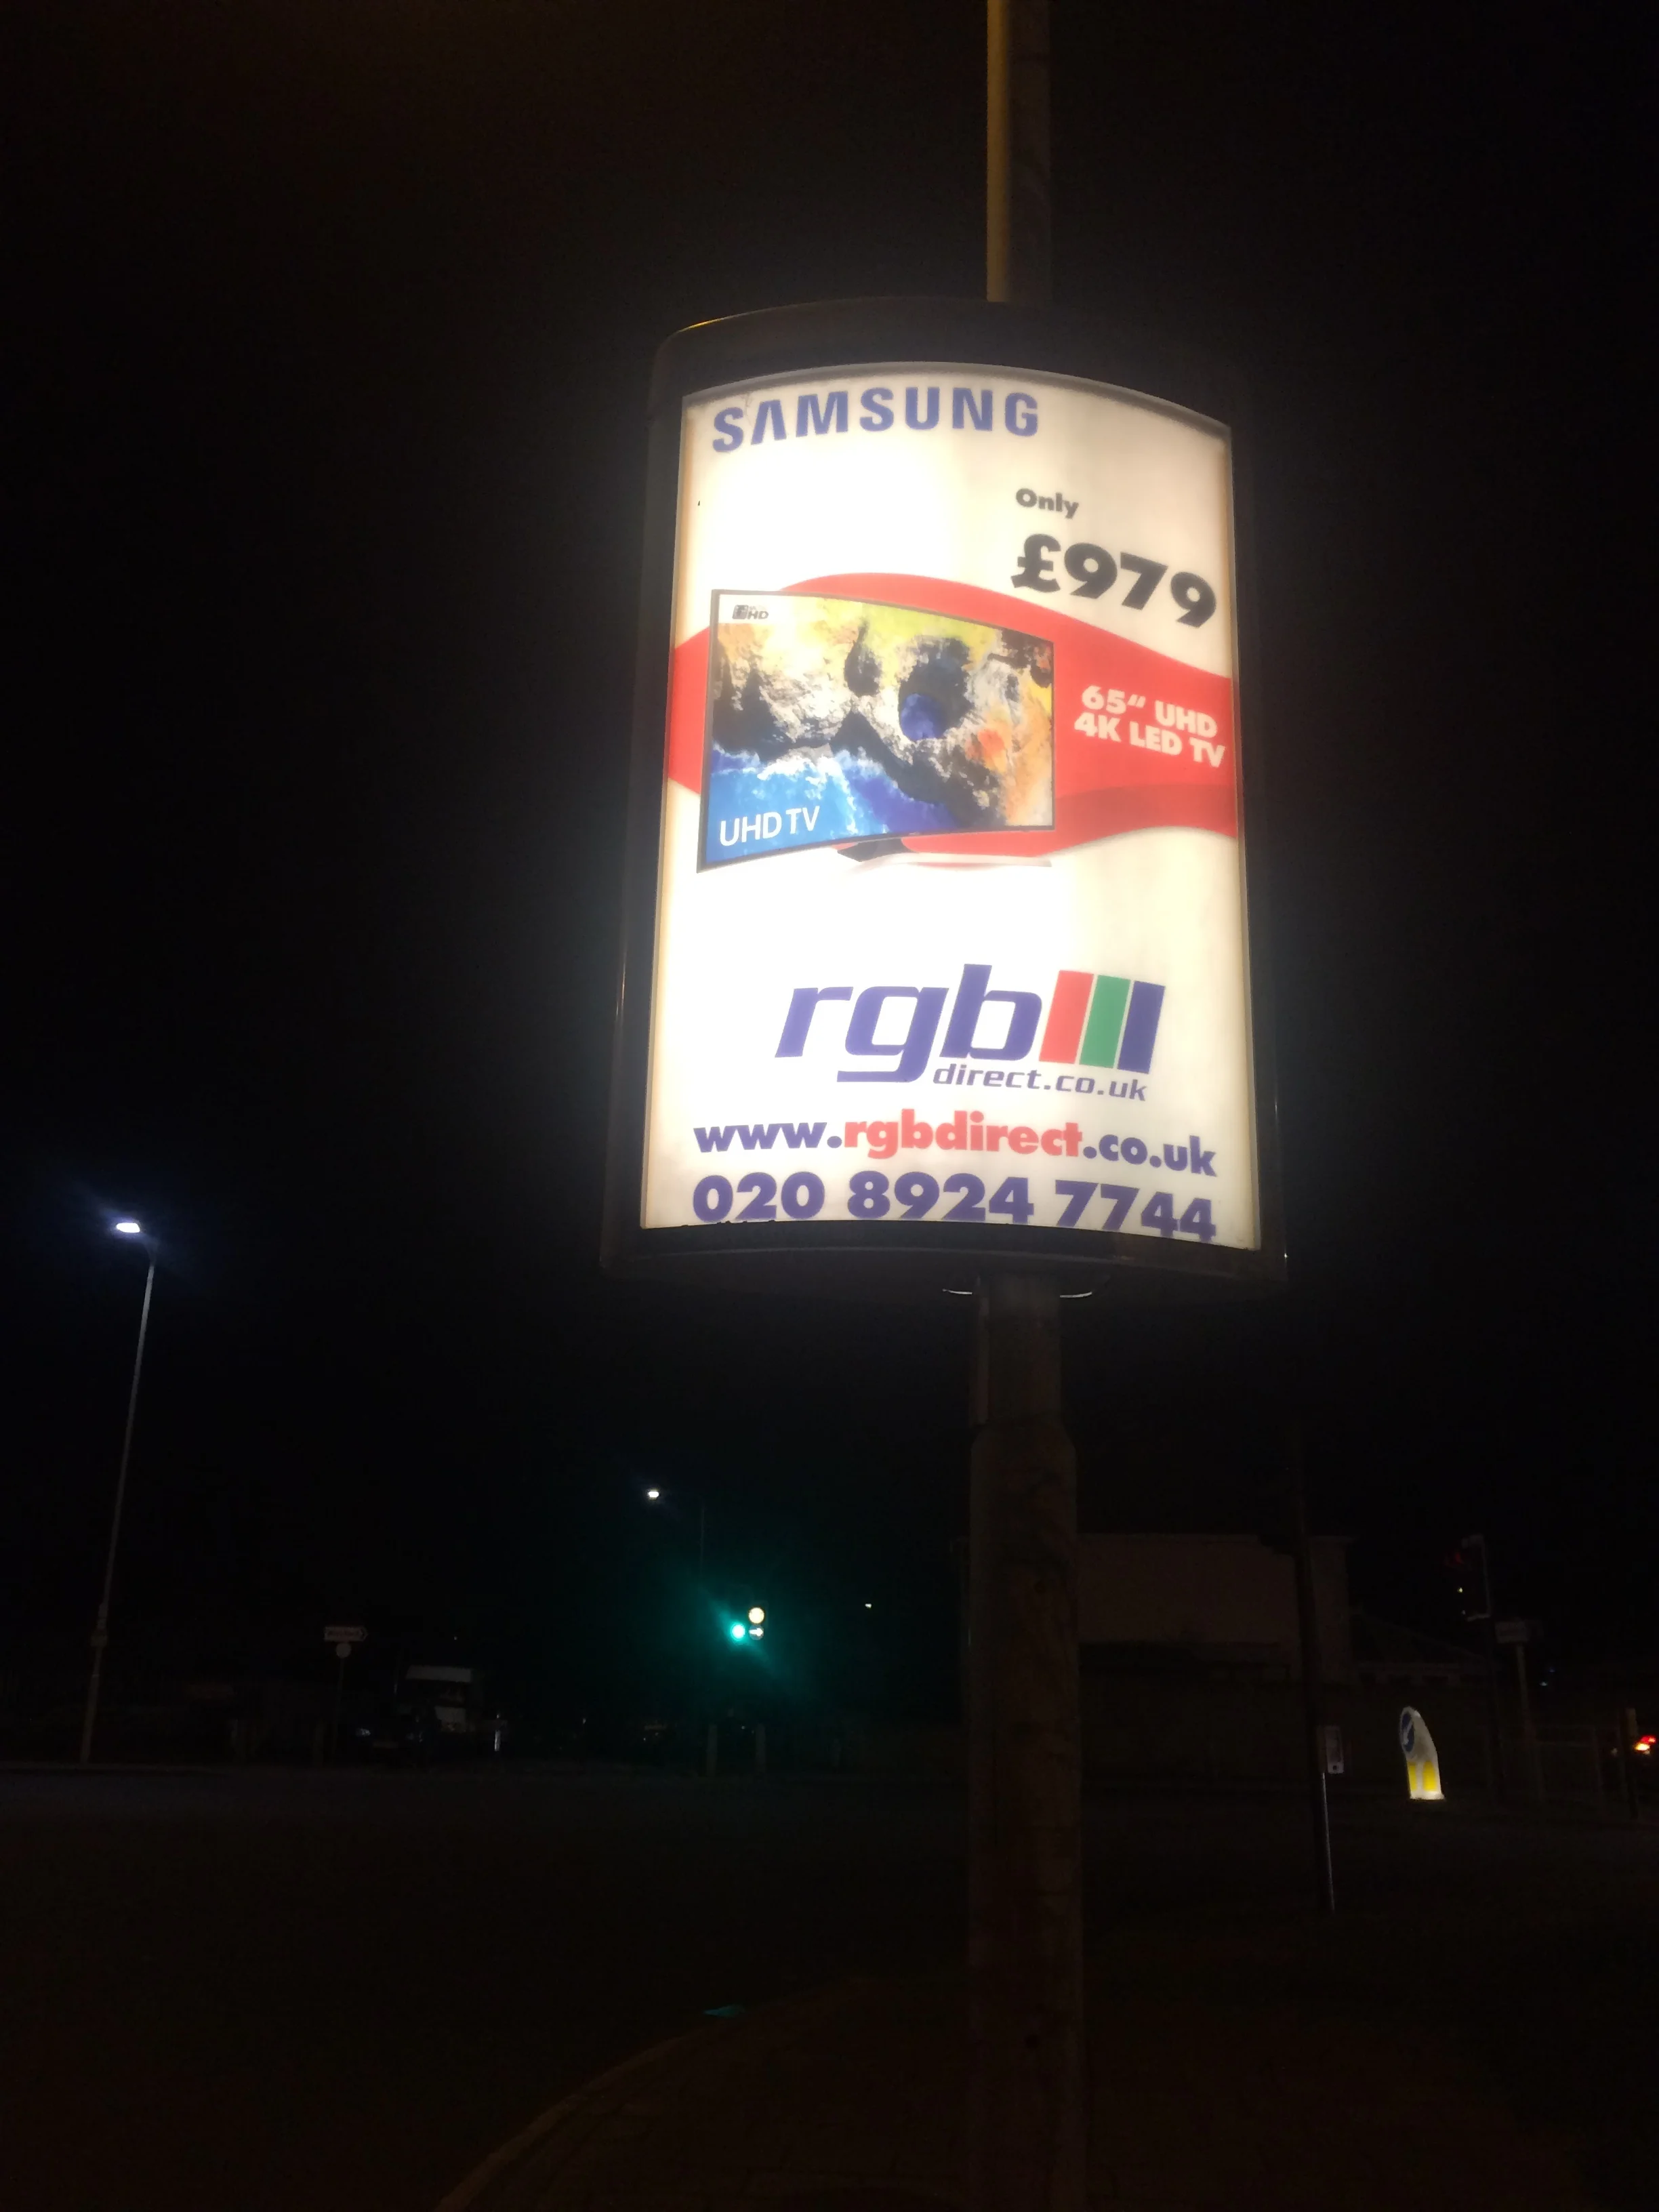 SAMSUNG
Only
£979
UHD
65" UHD
4K LED TV
UHD TV
rgb
direct.co.uk
www.rgbdirect.co.uk
020 8924 7744